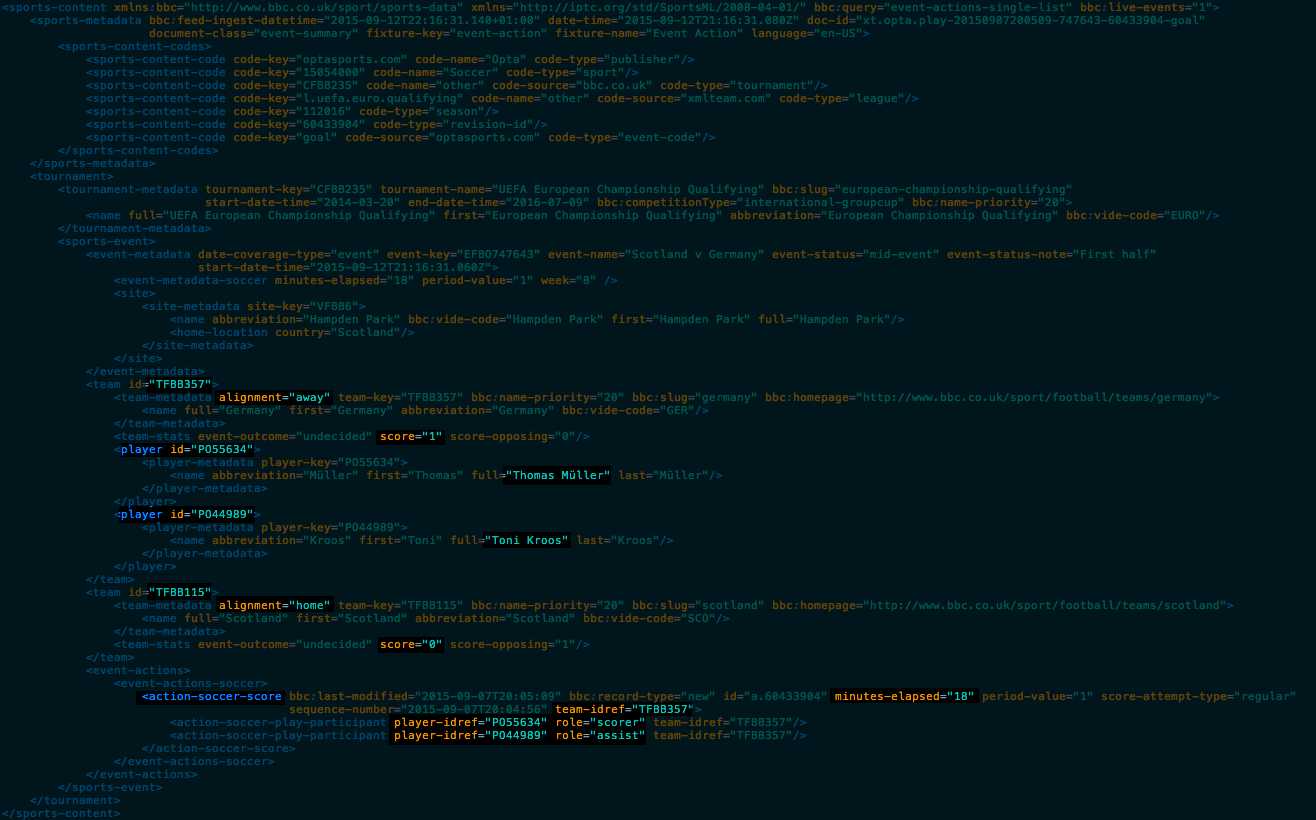 <sports-content xmlns:bbc="http://www.bbc.co.uk/sport/sports-data" xmlns="http://iptc.org/std/SportsML/2008-04-01/" bbc:query="event-actions-single-list" bbc:live-events="1">
<sports-metadata bbc:feed-ingest-datetime="2015-09-12T22:16:31.140+01:00" date-time="2015-09-12T21:16:31.080Z" doc-id="xt.opta.play-20150907200509-747643-60433904-goal"
document-class="event-summary" fixture-key="event-action" fixture-name="Event Action" language="en-US">
<sports-content-codes>
<sports-content-code code-key="optasports.com" code-name="Opta" code-type="publisher"/>
<sports-content-code code-key="15054000" code-name="Soccer" code-type="sport"/>
<sports-content-code code-key="CFBB235" code-name="other" code-source="bbc.co.uk" code-type="tournament"/>
<sports-content-code code-key="l.uefa.euro.qualifying" code-name="other" code-source="xmlteam.com" code-type="league"/>
<sports-content-code code-key="112016" code-type="season"/>
<sports-content-code code-key="60433904" code-type="revision-id"/>
<sports-content-code code-key="goal" code-source="optasports.com" code-type="event-code"/>
</sports-content-codes>
</sports-metadata>
<tournament>
<tournament-metadata tournament-key="CFBB235" tournament-name="UEFA European Championship Qualifying" bbc:slug="european-championship-qualifying"
start-date-time="2014-03-20" end-date-time="2016-07-09" bbc:competitionType="international-groupcup" bbc:name-priority="20">
<name full="UEFA European Championship Qualifying" first="European Championship Qualifying" abbreviation="European Championship Qualifying" bbc:vide-code="EURO"/>
</tournament-metadata>
<sports-event>
<event-metadata date-coverage-type="event" event-key="EFBO747643" event-name="Scotland v Germany" event-status="mid-event" event-status-note="First half"
start-date-time="2015-09-12T21:16:31.060Z">
<event-metadata-soccer minutes-elapsed="18" period-value="1" week="8" />
<site>
<site-metadata site-key="VFBB6">
<name abbreviation="Hampden Park" bbc:vide-code="Hampden Park" first="Hampden Park" full="Hampden Park"/>
<home-location country="Scotland"/>
</site-metadata>
</site>
</event-metadata>
<team id="TFBB357">
<team-metadata alignment="away" team-key="TFBB357" bbc:name-priority="20" bbc:slug="germany" bbc:homepage="http://www.bbc.co.uk/sport/football/teams/germany">
<name full="Germany" first="Germany" abbreviation="Germany" bbc:vide-code="GER"/>
</team-metadata>
<team-stats event-outcome="undecided" score="1" score-opposing="0"/>
<player id="PO55634">
<player-metadata player-key="PO55634">
<name abbreviation="Müller" first="Thomas" full="Thomas Müller" last="Müller"/>
</player-metadata>
</player>
<player id="PO44989">
<player-metadata player-key="PO44989">
<name abbreviation="Kroos" first="Toni" full="Toni Kroos" last="Kroos"/>
</player-metadata>
</player>
</team>
<team id="TFBB115">
<team-metadata alignment="home" team-key="TFBB115" bbc:name-priority="20" bbc:slug="scotland" bbc:homepage="http://www.bbc.co.uk/sport/football/teams/scotland">
<name full="Scotland" first="Scotland" abbreviation="Scotland" bbc:vide-code="SCO"/>
</team-metadata>
<team-stats event-outcome="undecided" score="0" score-opposing="1"/>
</team>
<event-actions>
<event-actions-soccer>
<action-soccer-score bbc:last-modified="2015-09-07T20:05:09" bbc:record-type="new" id="a.60433904" minutes-elapsed="18" period-value="1" score-attempt-type="regular"
sequence-number="2015-09-07T20:04:56" team-idref="TFBB357">
<action-soccer-play-participant player-idref="PO55634" role="scorer" team-idref="TFBB357"/>
<action-soccer-play-participant player-idref="PO44989" role="assist" team-idref="TFBB357"/>
</action-soccer-score>
</event-actions-soccer>
</event-actions>
</sports-event>
</tournament>
</sports-content>